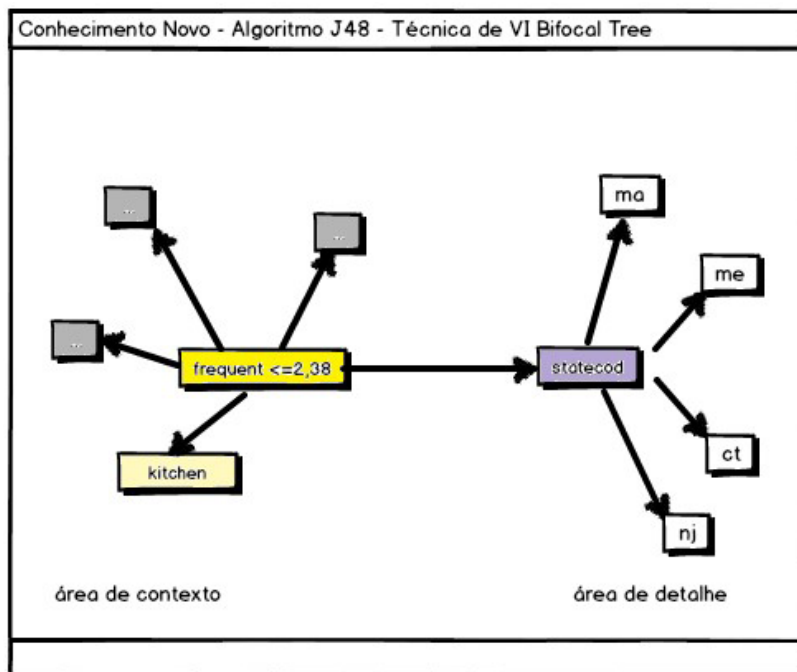 Conhecimento Novo - Algoritmo J48 - Técnica de VI Bifocal Tree
ma
...
...
me
...
frequent <=2,38
statecod
kitchen
ct
nj
área de contexto
área de detalhe